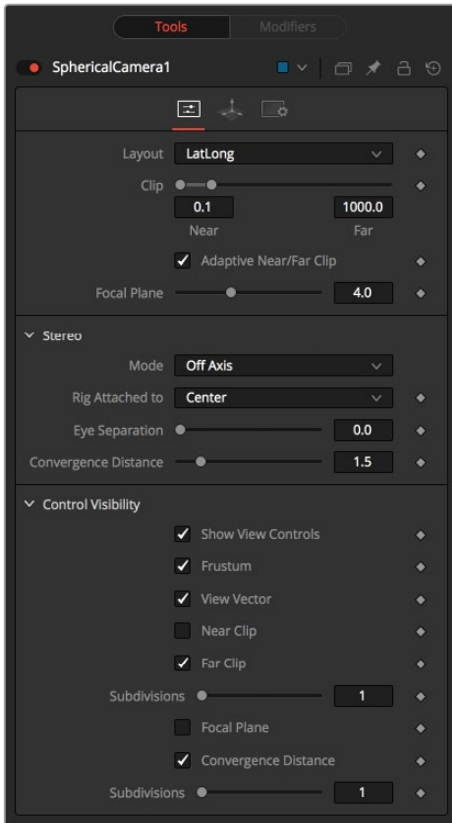 Tools Modifiers
SphericalCamera1
Layout LatLong
Clip
0.1 1000.0
Near Far
Adaptive Near/Far Clip
Focal Plane 4.0
Stereo
Mode Off Axis
Rig Attached to Center
Eye Separation 0.0
Convergence Distance 1.5
Control Visibility
Show View Controls
Frustum
View Vector
Near Clip
Far Clip
Subdivisions 1
Focal Plane
Convergence Distance
Subdivisions 1